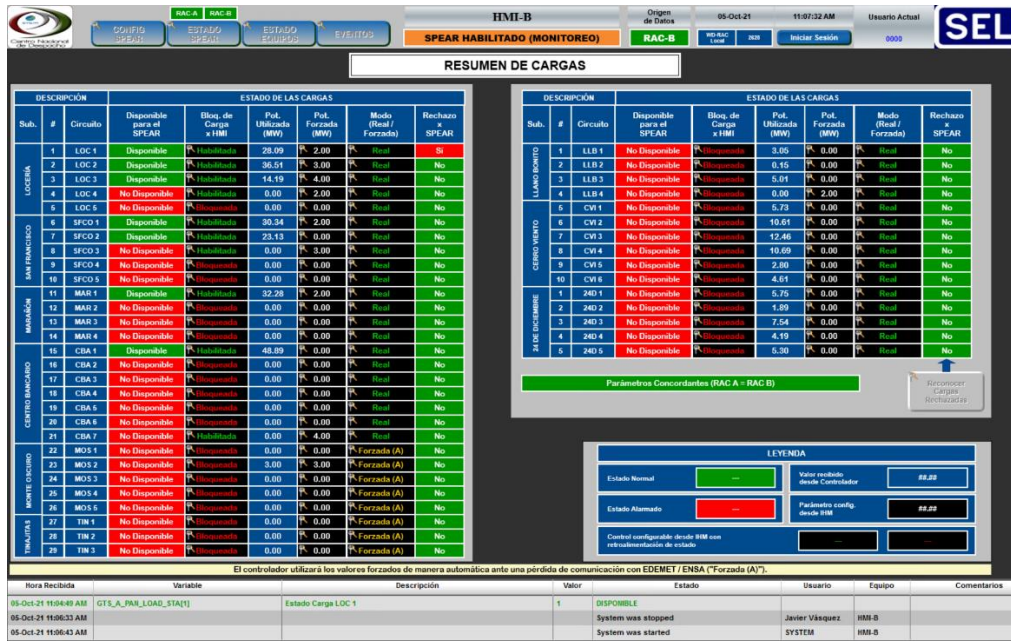 Centro Nacional
de Despacho
RAC-A RAC-B
CONFIG SPEAR
ESTADO SPEAR
ESTADO EQUIPOS
EVENTOS
HMI-B
SPEAR HABILITADO (MONITOREO)
Origen de Datos
RAC-B
05-Oct-21
11:07:32 AM
Usuario Actual
WD-RAC Local
2626
Iniciar Sesión
0000
SEL
RESUMEN DE CARGAS
DESCRIPCIÓN ESTADO DE LAS CARGAS
Sub. # Circuito Disponible para el SPEAR Bloq. de Carga x HMI Pot. Utilizada (MW) Pot. Forzada (MW) Modo (Real / Forzada) Rechazo x SPEAR
LOCERÍA
1 LOC 1 Disponible Habilitada 28.09 2.00 Real Sí
2 LOC 2 Disponible Habilitada 36.51 3.00 Real No
3 LOC 3 Disponible Habilitada 14.19 4.00 Real No
4 LOC 4 No Disponible Habilitada 0.00 2.00 Real No
5 LOC 5 No Disponible Bloqueada 0.00 0.00 Real No
SAN FRANCISCO
6 SFCO 1 Disponible Habilitada 30.34 2.00 Real No
7 SFCO 2 Disponible Habilitada 23.13 0.00 Real No
8 SFCO 3 No Disponible Habilitada 0.00 3.00 Real No
9 SFCO 4 No Disponible Bloqueada 0.00 0.00 Real No
10 SFCO 5 No Disponible Bloqueada 0.00 0.00 Real No
MARAÑÓN
11 MAR 1 Disponible Habilitada 32.28 2.00 Real No
12 MAR 2 No Disponible Bloqueada 0.00 0.00 Real No
13 MAR 3 No Disponible Bloqueada 0.00 0.00 Real No
14 MAR 4 No Disponible Bloqueada 0.00 0.00 Real No
CENTRO BANCARIO
15 CBA 1 Disponible Habilitada 48.89 0.00 Real No
16 CBA 2 No Disponible Bloqueada 0.00 0.00 Real No
17 CBA 3 No Disponible Bloqueada 0.00 0.00 Real No
18 CBA 4 No Disponible Bloqueada 0.00 0.00 Real No
19 CBA 5 No Disponible Bloqueada 0.00 0.00 Real No
20 CBA 6 No Disponible Bloqueada 0.00 0.00 Real No
21 CBA 7 No Disponible Habilitada 0.00 4.00 Real No
MONTE OSCURO
22 MOS 1 No Disponible Bloqueada 0.00 0.00 Forzada (A) No
23 MOS 2 No Disponible Bloqueada 3.00 3.00 Forzada (A) No
24 MOS 3 No Disponible Bloqueada 0.00 0.00 Forzada (A) No
25 MOS 4 No Disponible Bloqueada 0.00 0.00 Forzada (A) No
26 MOS 5 No Disponible Bloqueada 0.00 0.00 Forzada (A) No
TINAJITAS
27 TIN 1 No Disponible Bloqueada 0.00 0.00 Forzada (A) No
28 TIN 2 No Disponible Bloqueada 0.00 0.00 Forzada (A) No
29 TIN 3 No Disponible Bloqueada 0.00 0.00 Forzada (A) No
DESCRIPCIÓN ESTADO DE LAS CARGAS
Sub. # Circuito Disponible para el SPEAR Bloq. de Carga x HMI Pot. Utilizada (MW) Pot. Forzada (MW) Modo (Real / Forzada) Rechazo x SPEAR
LLANO BONITO
1 LLB 1 No Disponible Bloqueada 3.05 0.00 Real No
2 LLB 2 No Disponible Bloqueada 0.15 0.00 Real No
3 LLB 3 No Disponible Bloqueada 5.01 0.00 Real No
4 LLB 4 No Disponible Bloqueada 0.00 2.00 Real No
CERRO VIENTO
5 CVI 1 No Disponible Bloqueada 5.73 0.00 Real No
6 CVI 2 No Disponible Bloqueada 10.61 0.00 Real No
7 CVI 3 No Disponible Bloqueada 12.46 0.00 Real No
8 CVI 4 No Disponible Bloqueada 10.69 0.00 Real No
9 CVI 5 No Disponible Bloqueada 2.80 0.00 Real No
10 CVI 6 No Disponible Bloqueada 4.61 0.00 Real No
24 DE DICIEMBRE
1 24D 1 No Disponible Bloqueada 5.75 0.00 Real No
2 24D 2 No Disponible Bloqueada 1.89 0.00 Real No
3 24D 3 No Disponible Bloqueada 7.54 0.00 Real No
4 24D 4 No Disponible Bloqueada 4.19 0.00 Real No
5 24D 5 No Disponible Bloqueada 5.30 0.00 Real No
Parámetros Concordantes (RAC A = RAC B)
Reconocer
Cargas
Rechazadas
LEYENDA
Estado Normal ---
Valor recibido desde Controlador ##.##
Estado Alarmado ---
Parámetro config. desde IHM ##.##
Control configurable desde IHM con
retroalimentación de estado --- ---
El controlador utilizará los valores forzados de manera automática ante una pérdida de comunicación con EDEMET / ENSA ("Forzada (A)").
Hora Recibida Variable Descripción Valor Estado Usuario Equipo Comentarios
05-Oct-21 11:04:49 AM GTS_A_PAN_LOAD_STA[1] Estado Carga LOC 1 1 DISPONIBLE
05-Oct-21 11:06:33 AM System was stopped Javier Vásquez HMI-B
05-Oct-21 11:06:43 AM System was started SYSTEM HMI-B